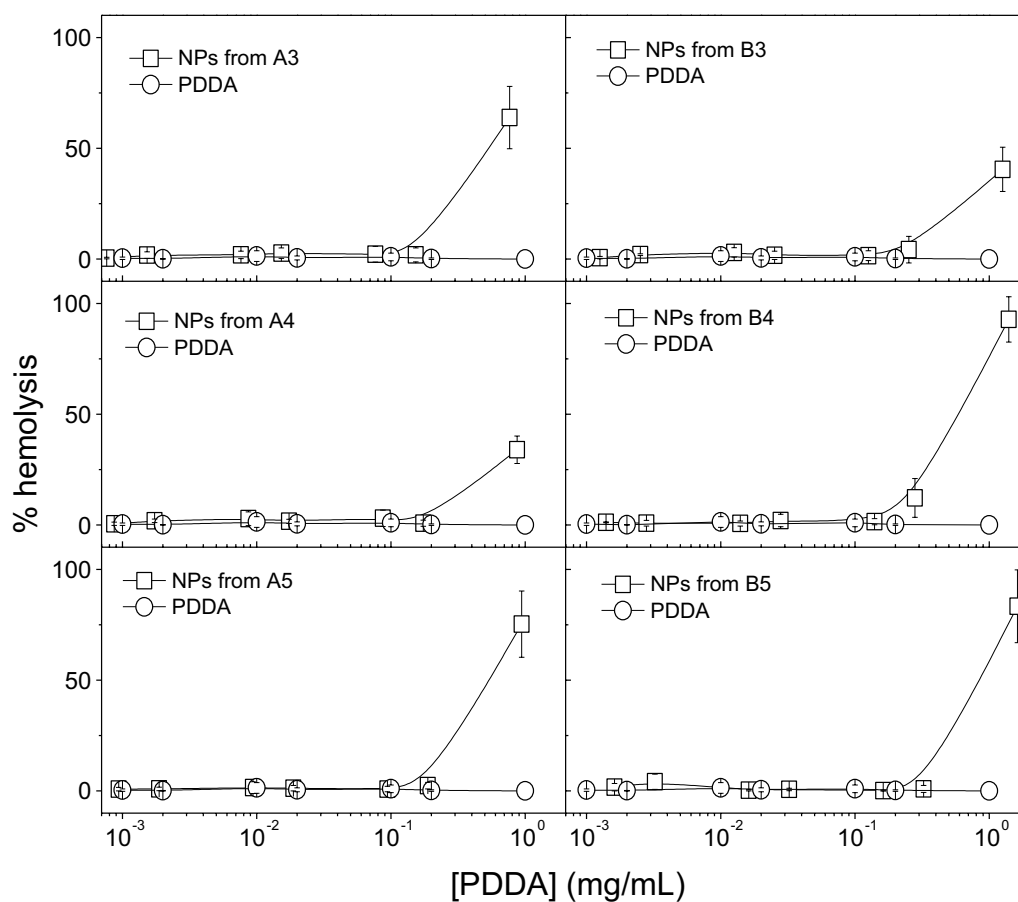 % hemolysis
100
50
0
NPs from A3
PDDA
NPs from B3
PDDA
100
50
0
NPs from A4
PDDA
NPs from B4
PDDA
100
50
0
NPs from A5
PDDA
NPs from B5
PDDA
10⁻³ 10⁻² 10⁻¹ 10⁰ 10⁻³ 10⁻² 10⁻¹ 10⁰
[PDDA] (mg/mL)